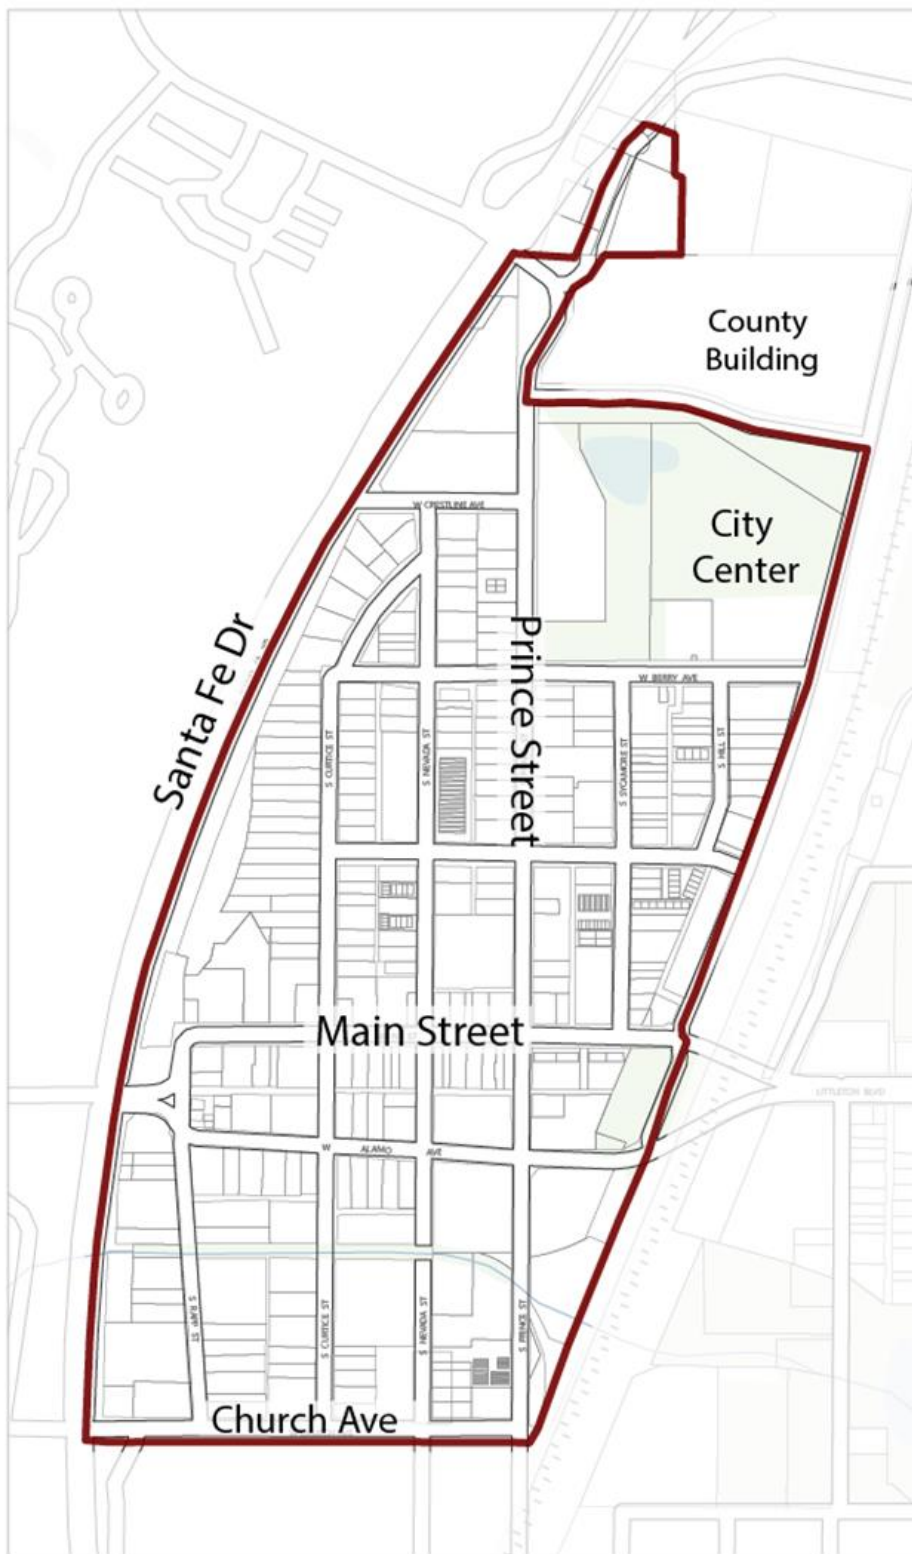 County
Building
W CRESTLINE AVE
City
Center
Santa Fe Dr
Prince Street
W BERRY AVE
S CURTICE ST
S NEVADA ST
S SYCAMORE ST
S HILL ST
Main Street
LITTLETON BLVD
W ALAMO AVE
S RAPP ST
S CURTICE ST
S NEVADA ST
S PRINCE ST
Church Ave